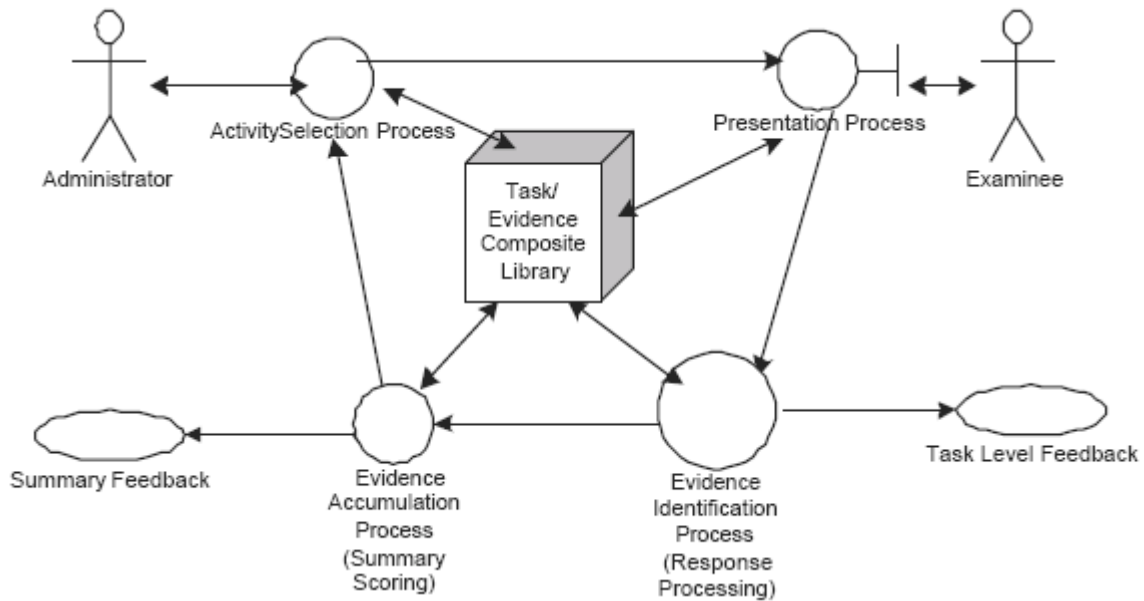 ActivitySelection Process
Presentation Process
Administrator
Examinee
Task/
Evidence
Composite
Library
Summary Feedback
Evidence
Accumulation
Process
(Summary
Scoring)
Evidence
Identification
Process
(Response
Processing)
Task Level Feedback